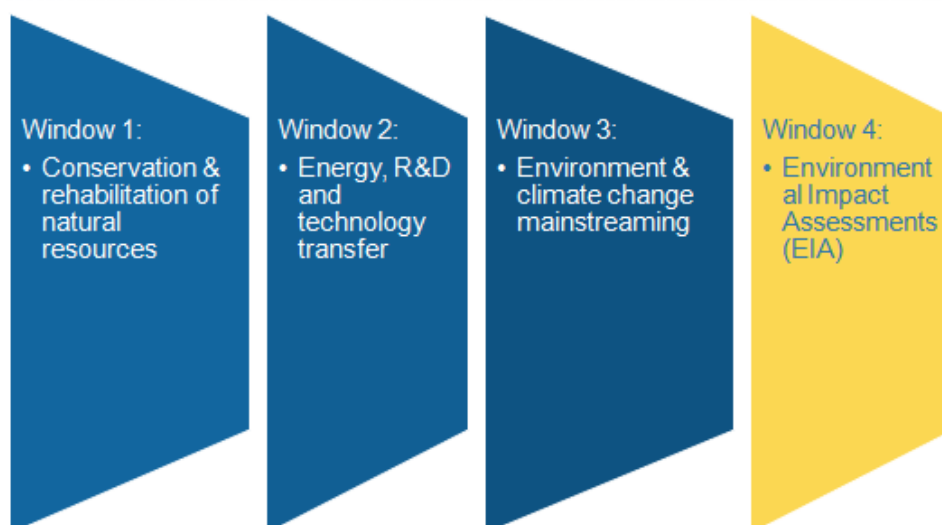 Window 1:
• Conservation &
rehabilitation of
natural
resources
Window 2:
• Energy, R&D
and
technology
transfer
Window 3:
• Environment &
climate change
mainstreaming
Window 4:
• Environment
al Impact
Assessments
(EIA)